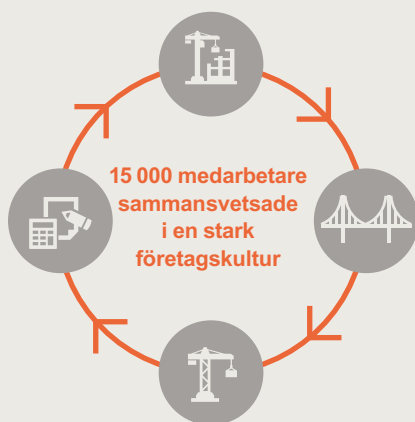 15 000 medarbetare
sammansvetsade
i en stark
företagskultur